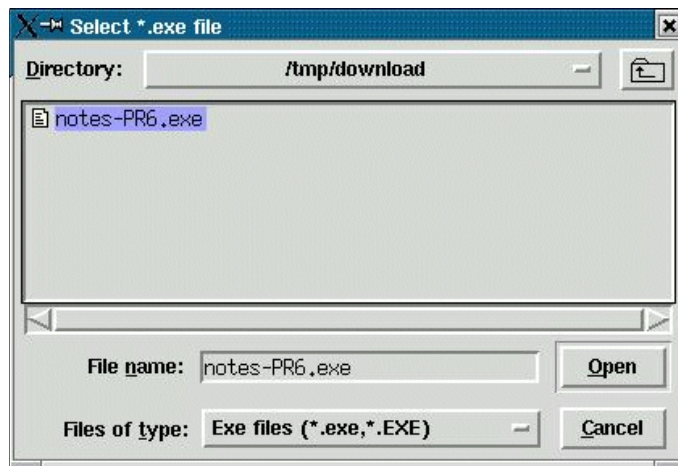 Select *.exe file
Directory: /tmp/download
notes-PR6.exe
File name: notes-PR6.exe Open
Files of type: Exe files (*.exe,*.EXE) Cancel